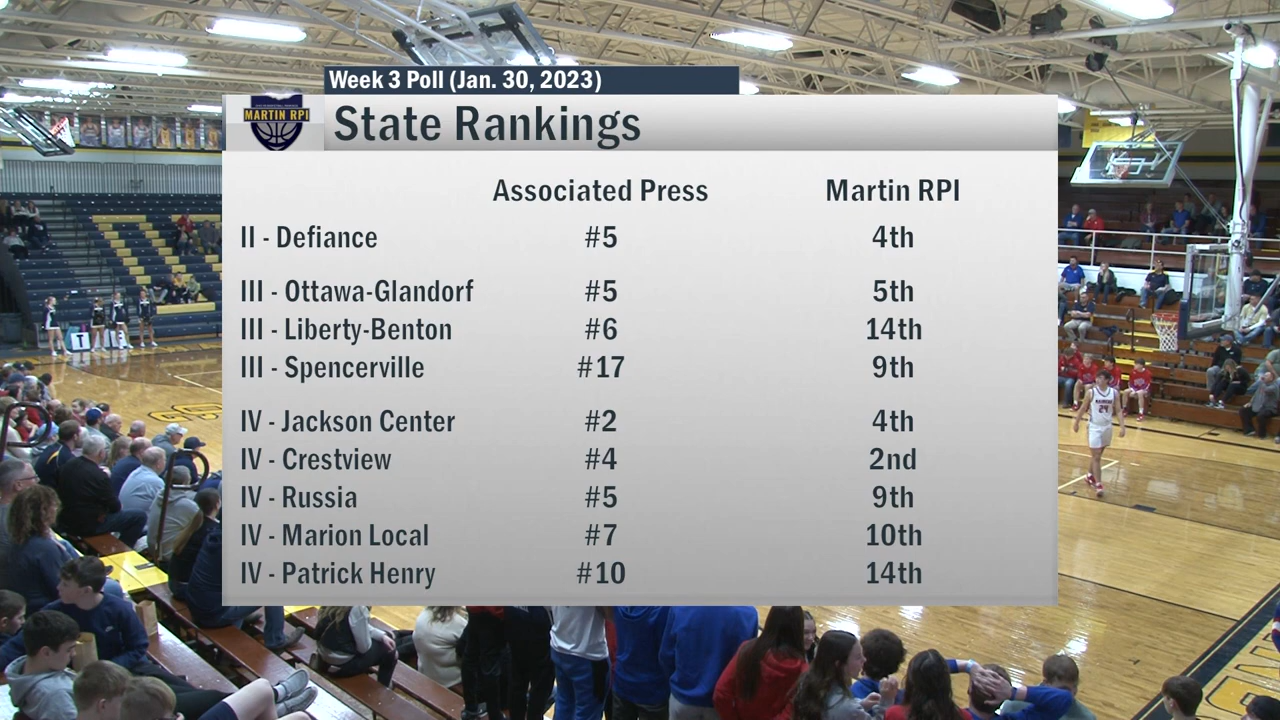 Week 3 Poll (Jan. 30, 2023)
MARTIN RPI
State Rankings
Associated Press Martin RPI
II - Defiance #5 4th
III - Ottawa-Glandorf #5 5th
III - Liberty-Benton #6 14th
III - Spencerville #17 9th
IV - Jackson Center #2 4th
IV - Crestview #4 2nd
IV - Russia #5 9th
IV - Marion Local #7 10th
IV - Patrick Henry #10 14th
24